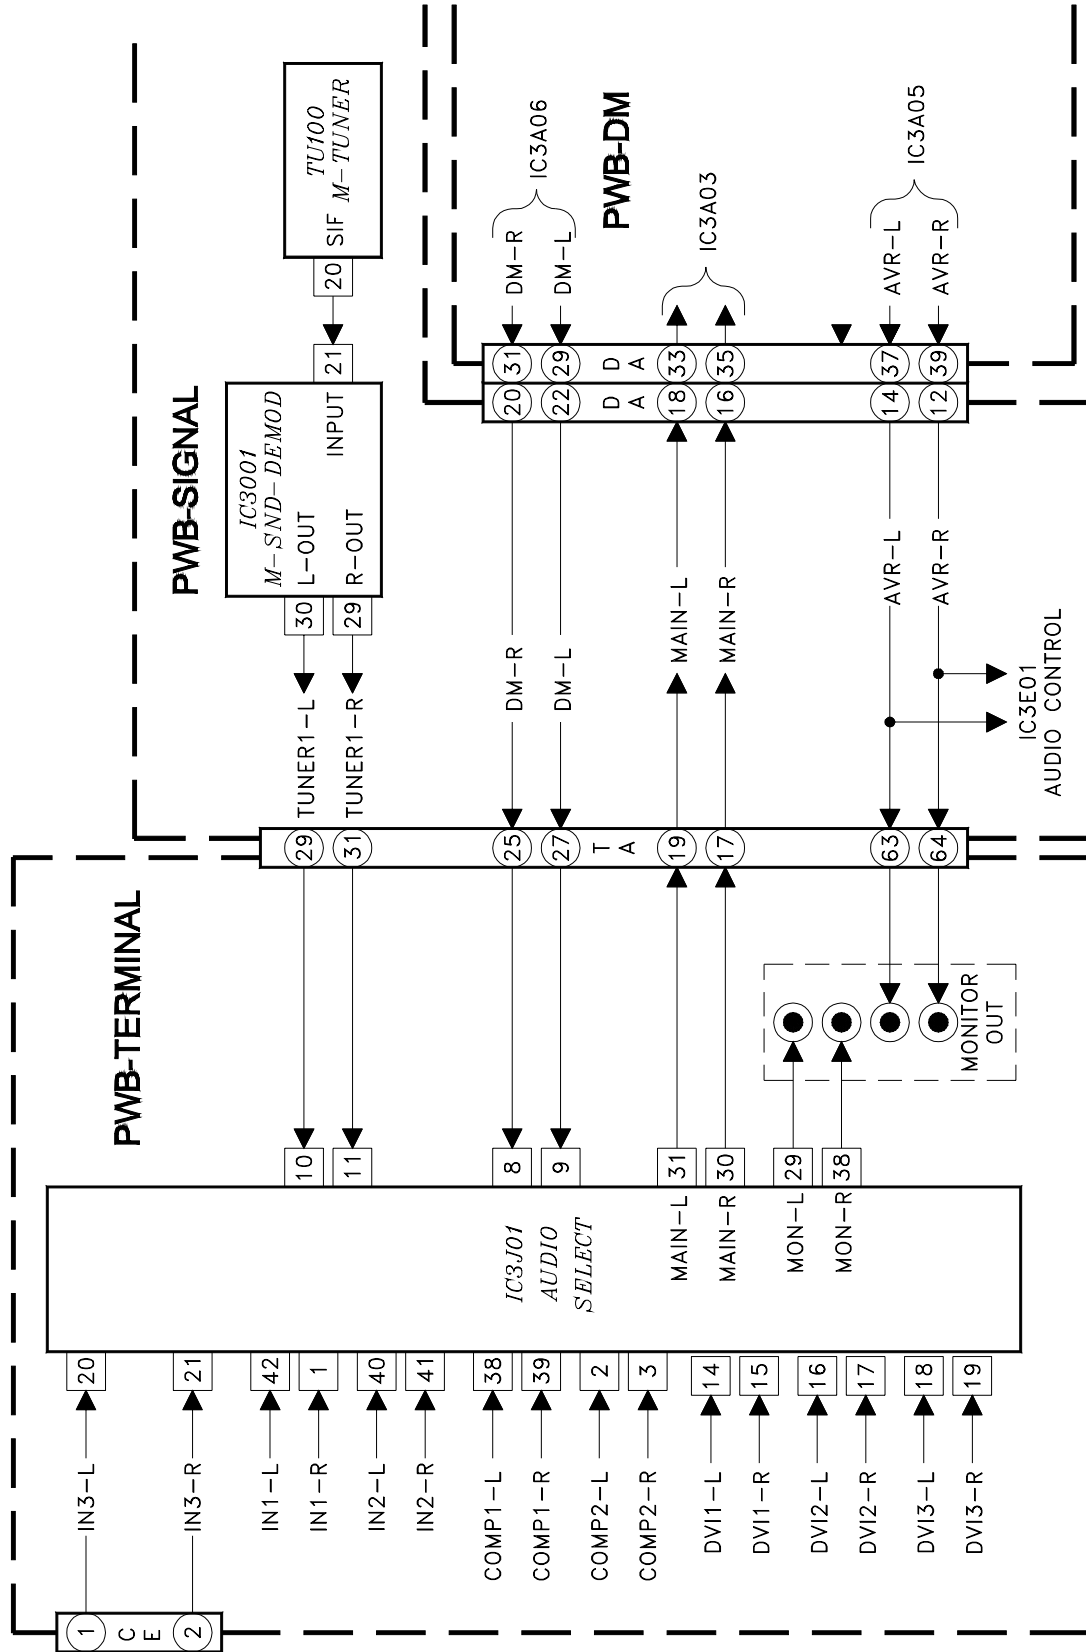 PWB-TERMINAL
1
C E
2
IN3-L
20
IN3-R
21
IN1-L
42
IN1-R
1
IN2-L
40
IN2-R
41
COMP1-L
38
COMP1-R
39
COMP2-L
2
COMP2-R
3
DVI1-L
14
DVI1-R
15
DVI2-L
16
DVI2-R
17
DVI3-L
18
DVI3-R
19
IC3J01
AUDIO
SELECT
10
11
8
9
MAIN-L 31
MAIN-R 30
MON-L 29
MON-R 38
MONITOR
OUT
29
31
25
27
T
A
19
17
63
64
PWB-SIGNAL
TUNER1-L
TUNER1-R
30 L-OUT
29 R-OUT
IC3001
M-SND-DEMOD
INPUT
21
20 SIF
TU100
M-TUNER
DM-R
DM-L
MAIN-L
MAIN-R
AVR-L
AVR-R
IC3E01
AUDIO CONTROL
20 31
22 29
D D
A A
18 33
16 35
14 37
12 39
PWB-DM
DM-R
DM-L
IC3A06
IC3A03
AVR-L
AVR-R
IC3A05